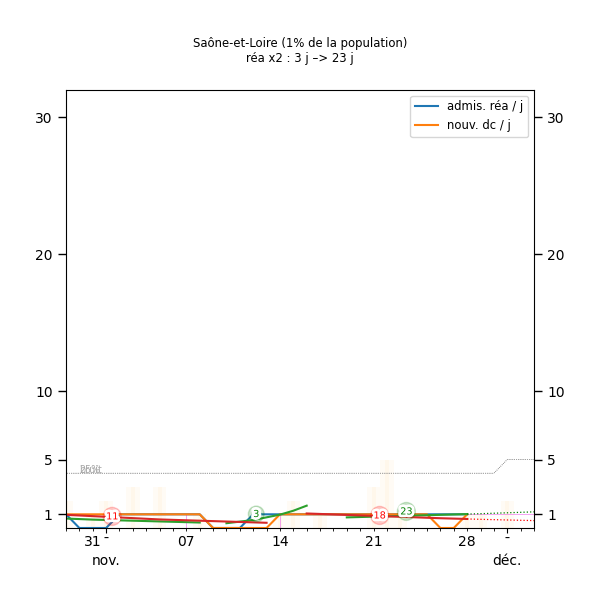 Saône-et-Loire (1% de la population)
réa x2 : 3 j –> 23 j
admis. réa / j
nouv. dc / j
30 30
20 20
10 10
5 5
1 1
11 3 18 23
31 - 07 14 21 28 -
nov. déc.